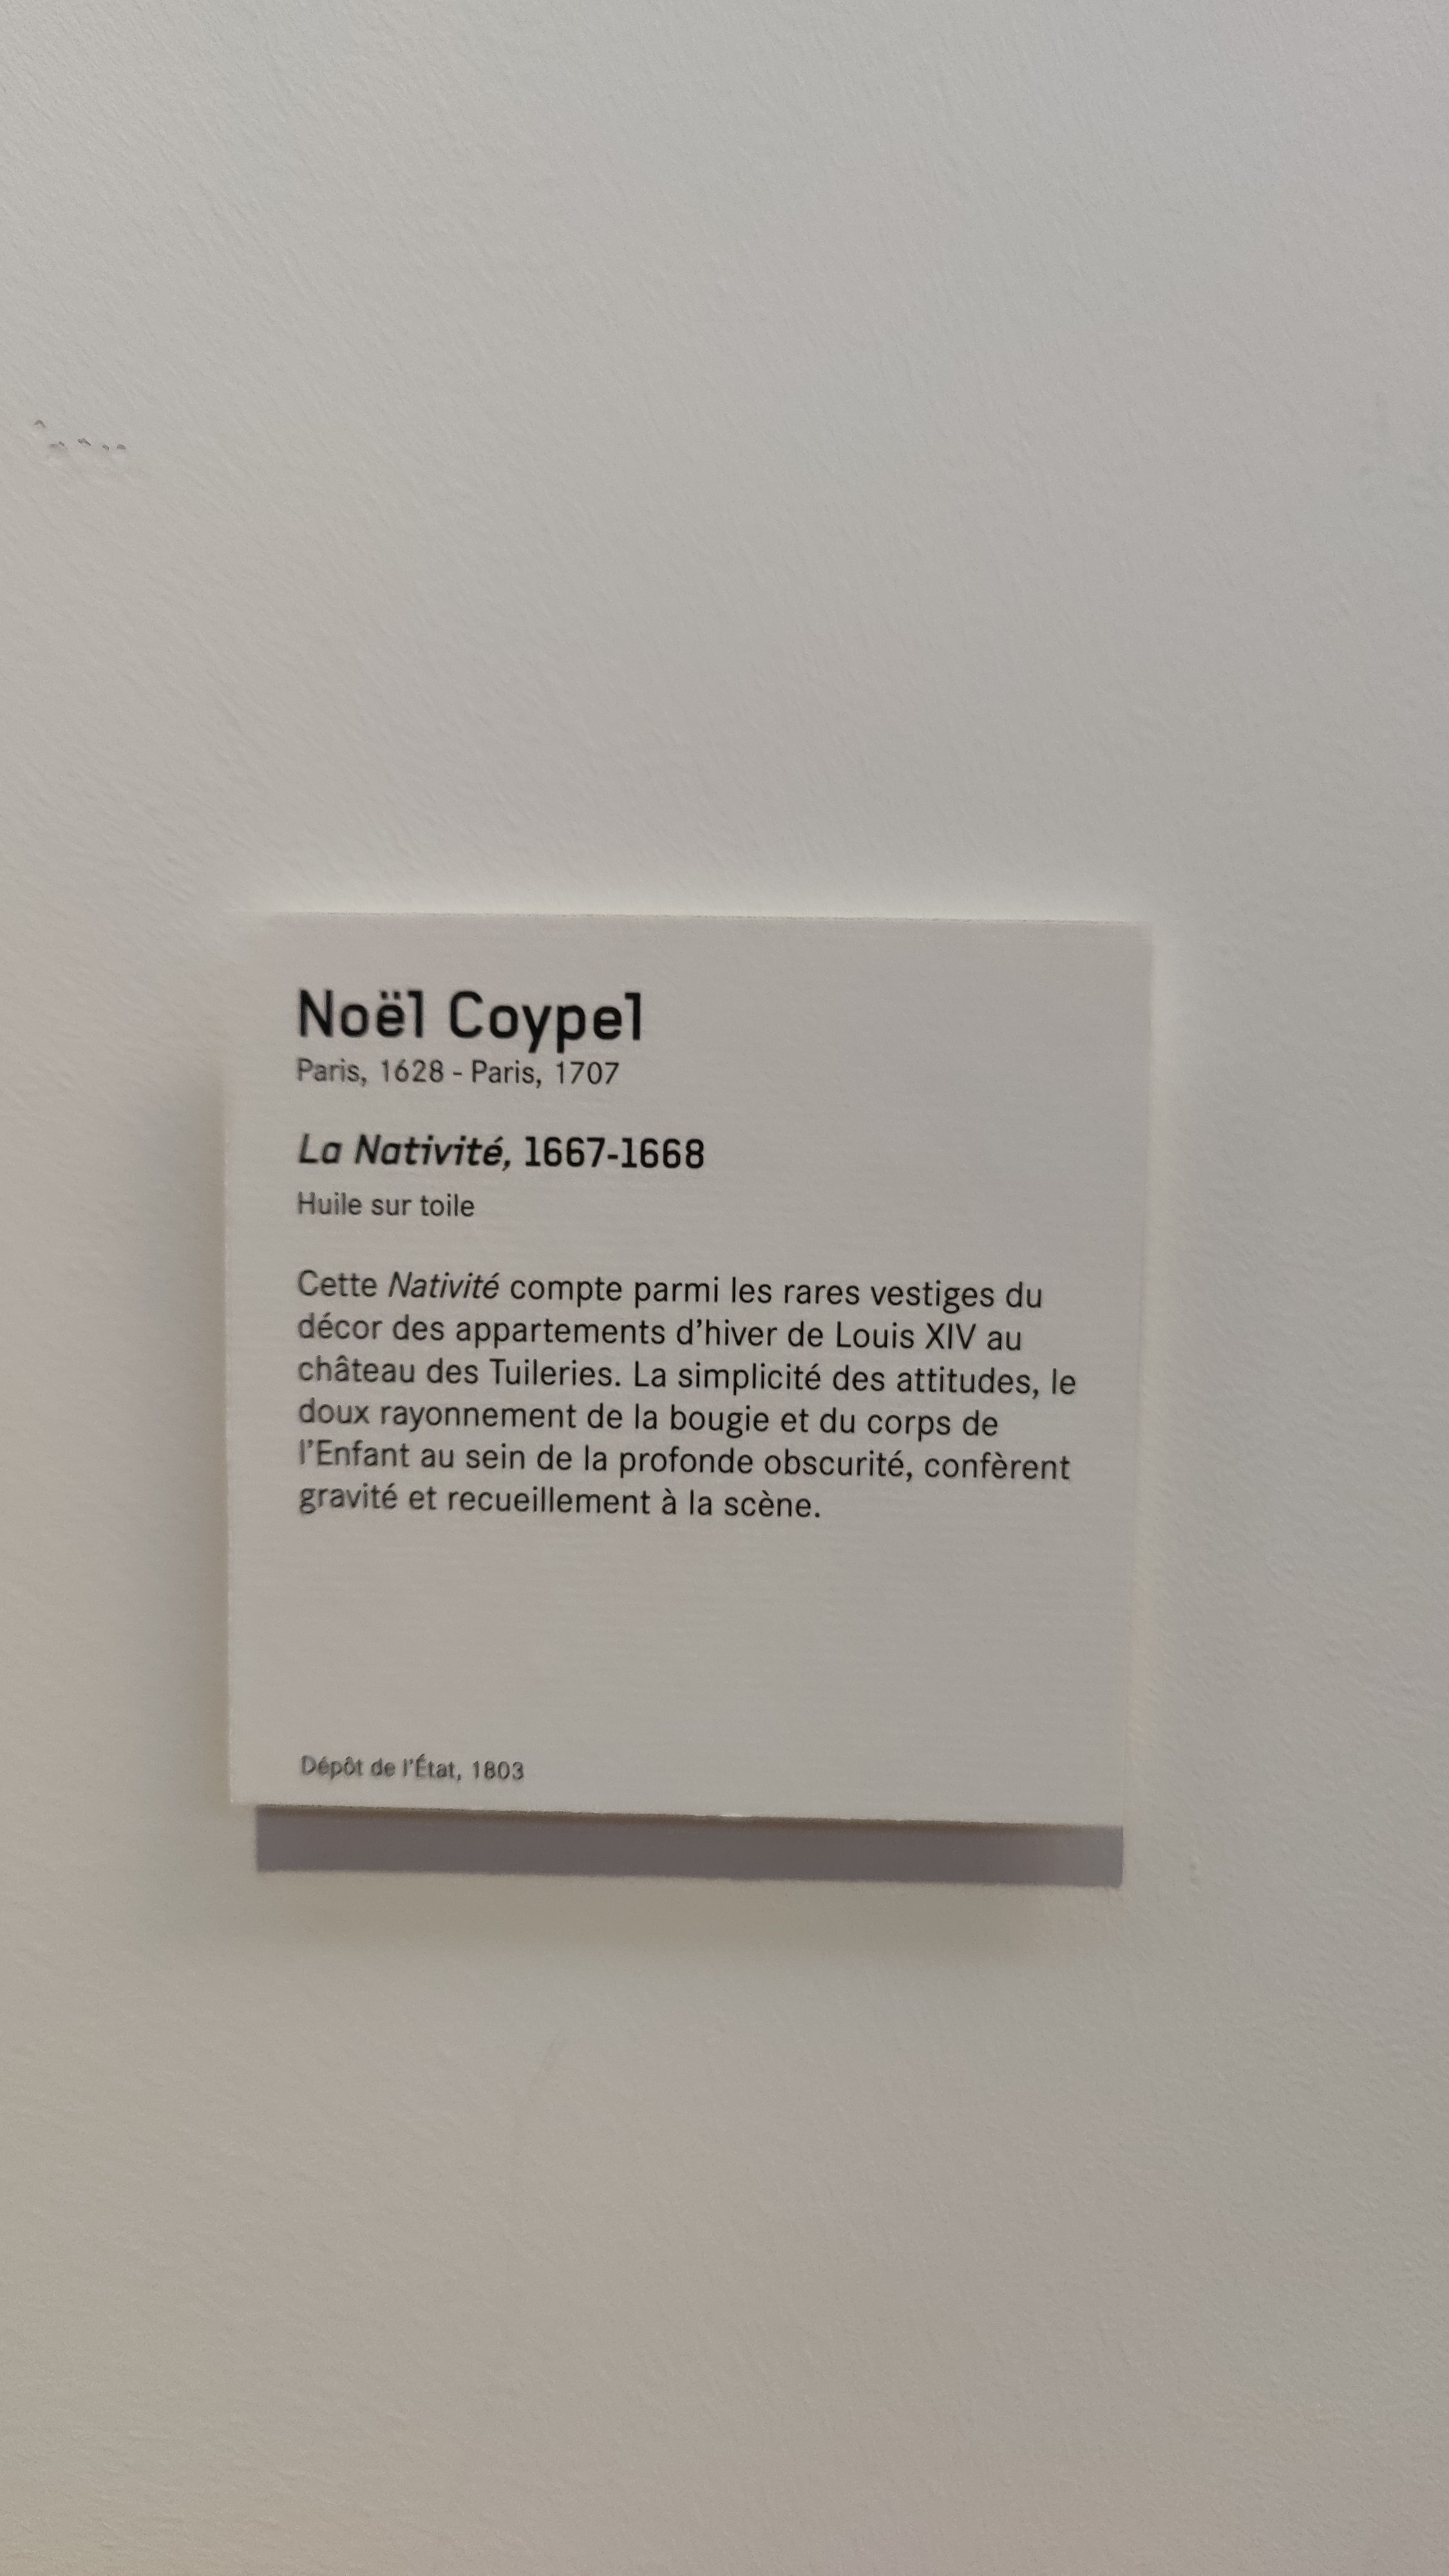 Noël Coypel
Paris, 1628 - Paris, 1707
La Nativité, 1667-1668
Huile sur toile
Cette Nativité compte parmi les rares vestiges du
décor des appartements d’hiver de Louis XIV au
château des Tuileries. La simplicité des attitudes, le
doux rayonnement de la bougie et du corps de
l’Enfant au sein de la profonde obscurité, confèrent
gravité et recueillement à la scène.
Dépôt de l’État, 1803